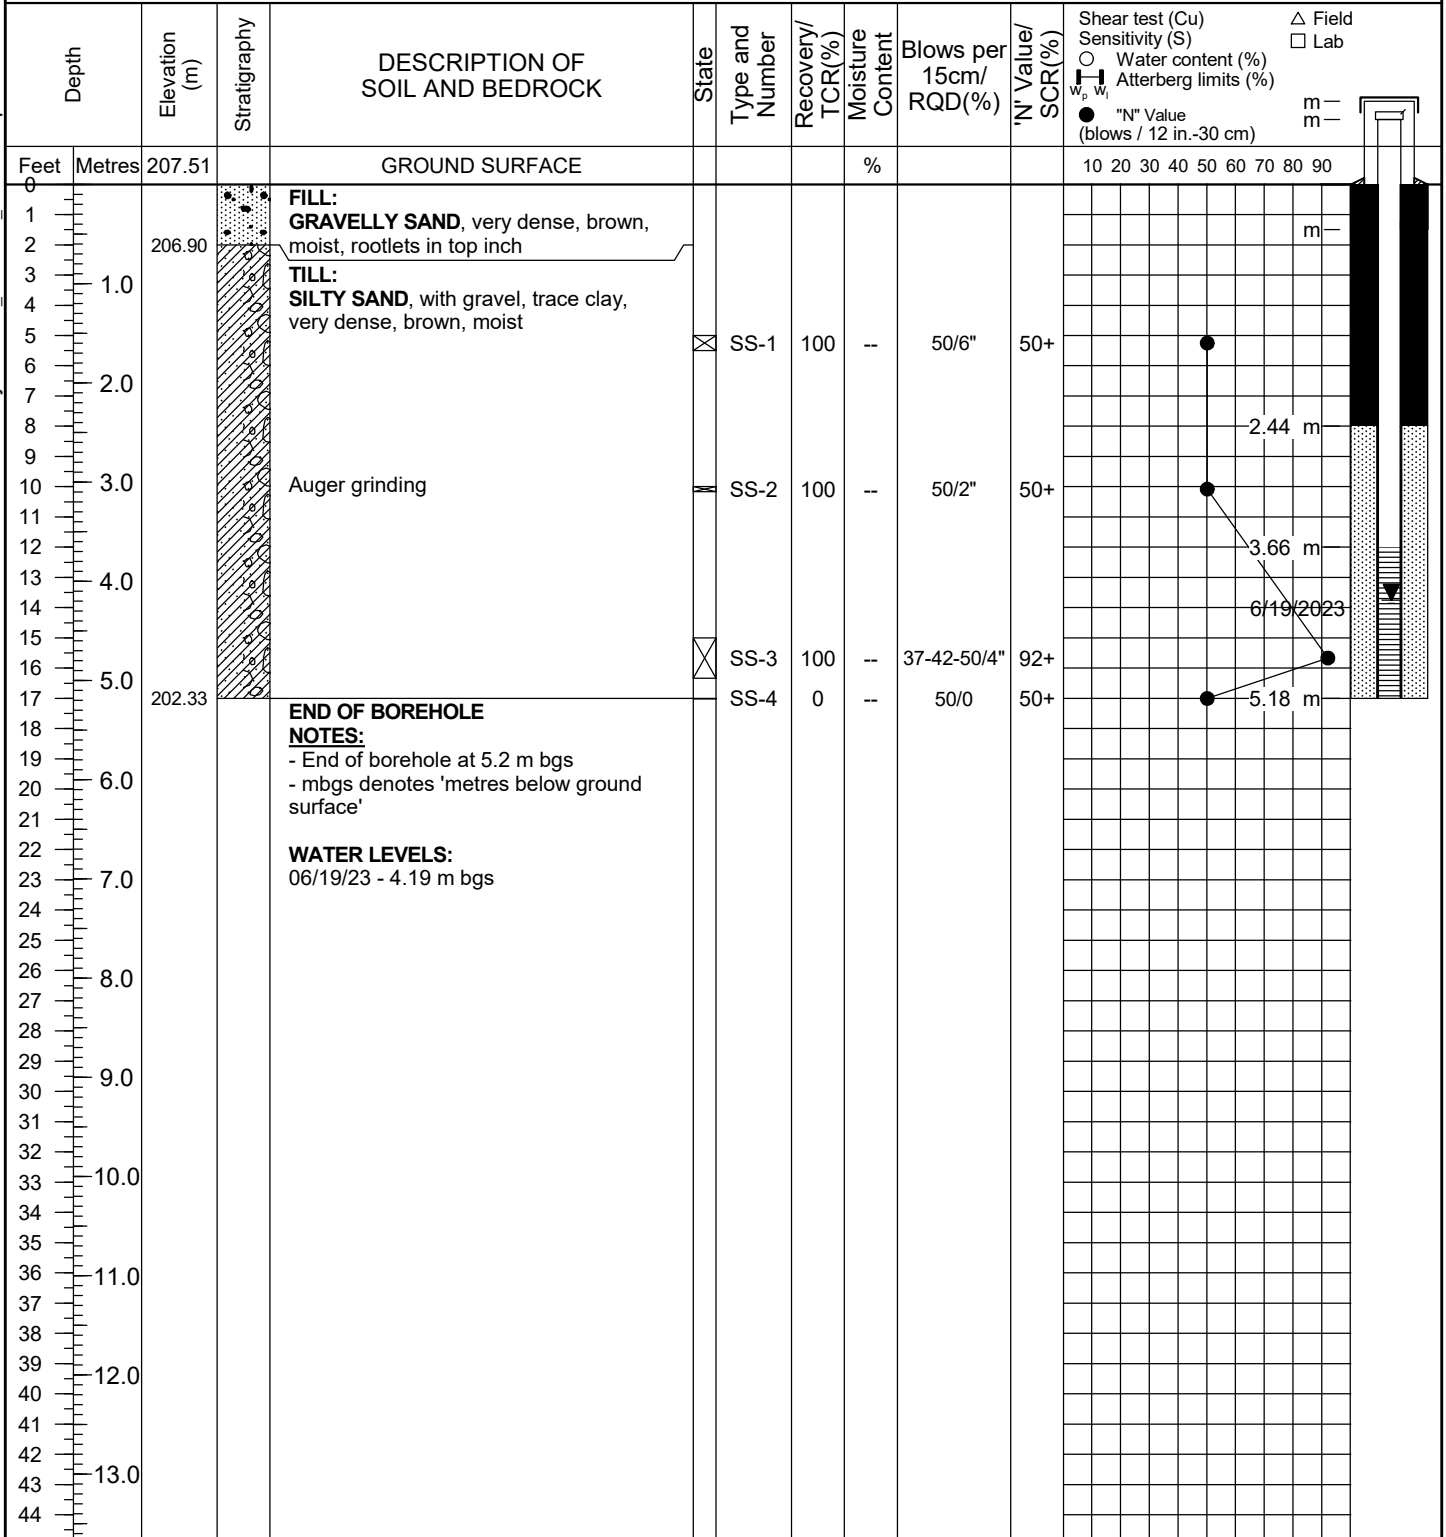 Depth
Elevation
(m)
Stratigraphy
DESCRIPTION OF
SOIL AND BEDROCK
State
Type and
Number
Recovery/
TCR(%)
Moisture
Content
Blows per
15cm/
RQD(%)
'N' Value/
SCR(%)
Shear test (Cu)
Sensitivity (S)
Water content (%)
Wp Wl Atterberg limits (%)
"N" Value
(blows / 12 in.-30 cm)
△ Field
□ Lab
m
m
Feet Metres 207.51 GROUND SURFACE %
10 20 30 40 50 60 70 80 90
0
FILL:
1
GRAVELLY SAND, very dense, brown,
m
2 206.90 moist, rootlets in top inch
3 1.0 TILL:
4 SILTY SAND, with gravel, trace clay,
very dense, brown, moist
5 SS-1 100 -- 50/6" 50+
6
2.0
7
8 2.44 m
9
10 3.0 Auger grinding SS-2 100 -- 50/2" 50+
11
12 3.66 m
13 4.0
14 6/19/2023
15
16 SS-3 100 -- 37-42-50/4" 92+
5.0
17 202.33 SS-4 0 -- 50/0 50+ 5.18 m
END OF BOREHOLE
18
NOTES:
19 - End of borehole at 5.2 m bgs
6.0 - mbgs denotes 'metres below ground
20
surface'
21
22 WATER LEVELS:
23 7.0 06/19/23 - 4.19 m bgs
24
25
26 8.0
27
28
29 9.0
30
31
32
33 10.0
34
35
36 11.0
37
38
39 12.0
40
41
42
43 13.0
44